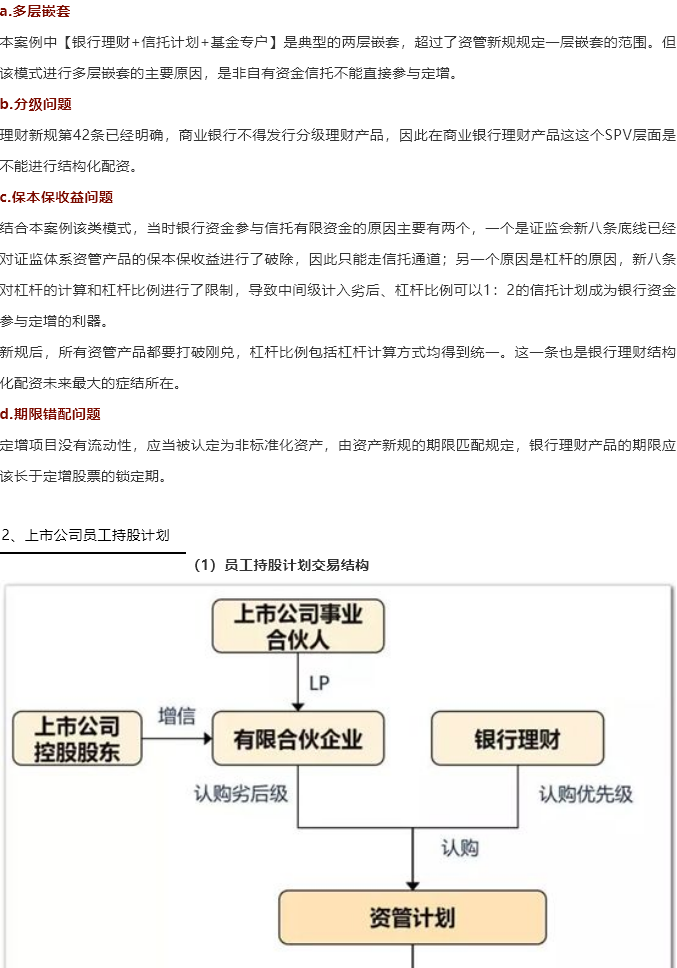 a.多层嵌套
本案例中【银行理财+信托计划+基金专户】是典型的两层嵌套，超过了资管新规规定一层嵌套的范围。但
该模式进行多层嵌套的主要原因，是非自有资金信托不能直接参与定增。
b.分级问题
理财新规第42条已经明确，商业银行不得发行分级理财产品，因此在商业银行理财产品这这个SPV层面是
不能进行结构化配资。
c.保本保收益问题
结合本案例该类模式，当时银行资金参与信托有限资金的原因主要有两个，一个是证监会新八条底线已经
对证监体系资管产品的保本保收益进行了破除，因此只能走信托通道；另一个原因是杠杆的原因，新八条
对杠杆的计算和杠杆比例进行了限制，导致中间级计入劣后、杠杆比例可以1：2的信托计划成为银行资金
参与定增的利器。
新规后，所有资管产品都要打破刚兑，杠杆比例包括杠杆计算方式均得到统一。这一条也是银行理财结构
化配资未来最大的症结所在。
d.期限错配问题
定增项目没有流动性，应当被认定为非标准化资产，由资产新规的期限匹配规定，银行理财产品的期限应
该长于定增股票的锁定期。
2、上市公司员工持股计划
（1）员工持股计划交易结构
上市公司事业
合伙人
LP
上市公司
控股股东
增信
有限合伙企业
银行理财
认购劣后级
认购优先级
认购
资管计划